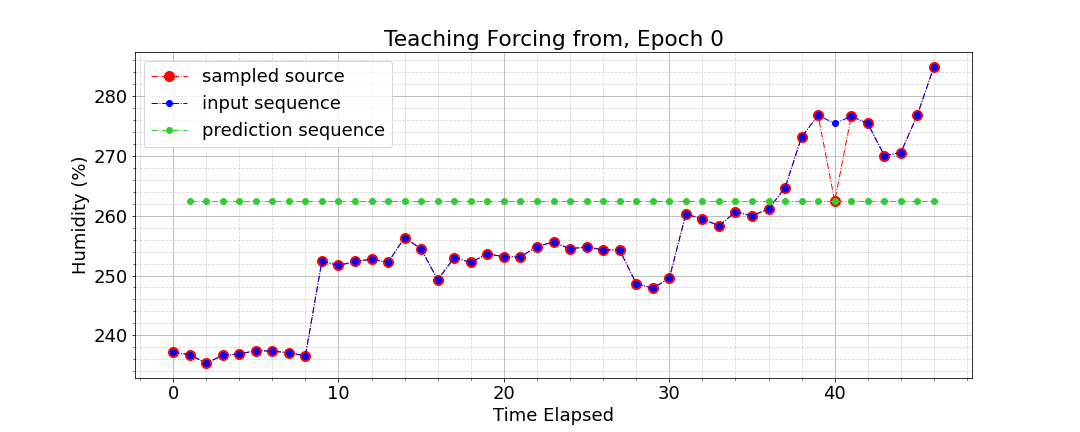 Teaching Forcing from, Epoch 0
sampled source
input sequence
prediction sequence
Humidity (%)
280
270
260
250
240
0 10 20 30 40
Time Elapsed